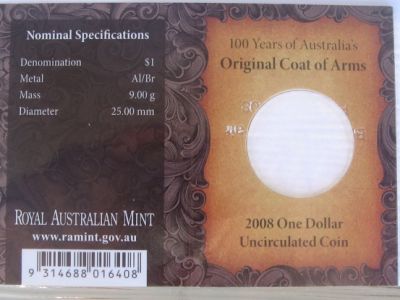 Nominal Specifications
Denomination $1
Metal Al/Br
Mass 9.00 g
Diameter 25.00 mm
ROYAL AUSTRALIAN MINT
www.ramint.gov.au
9 314688 016408
100 Years of Australia's
Original Coat of Arms
2008 One Dollar
Uncirculated Coin